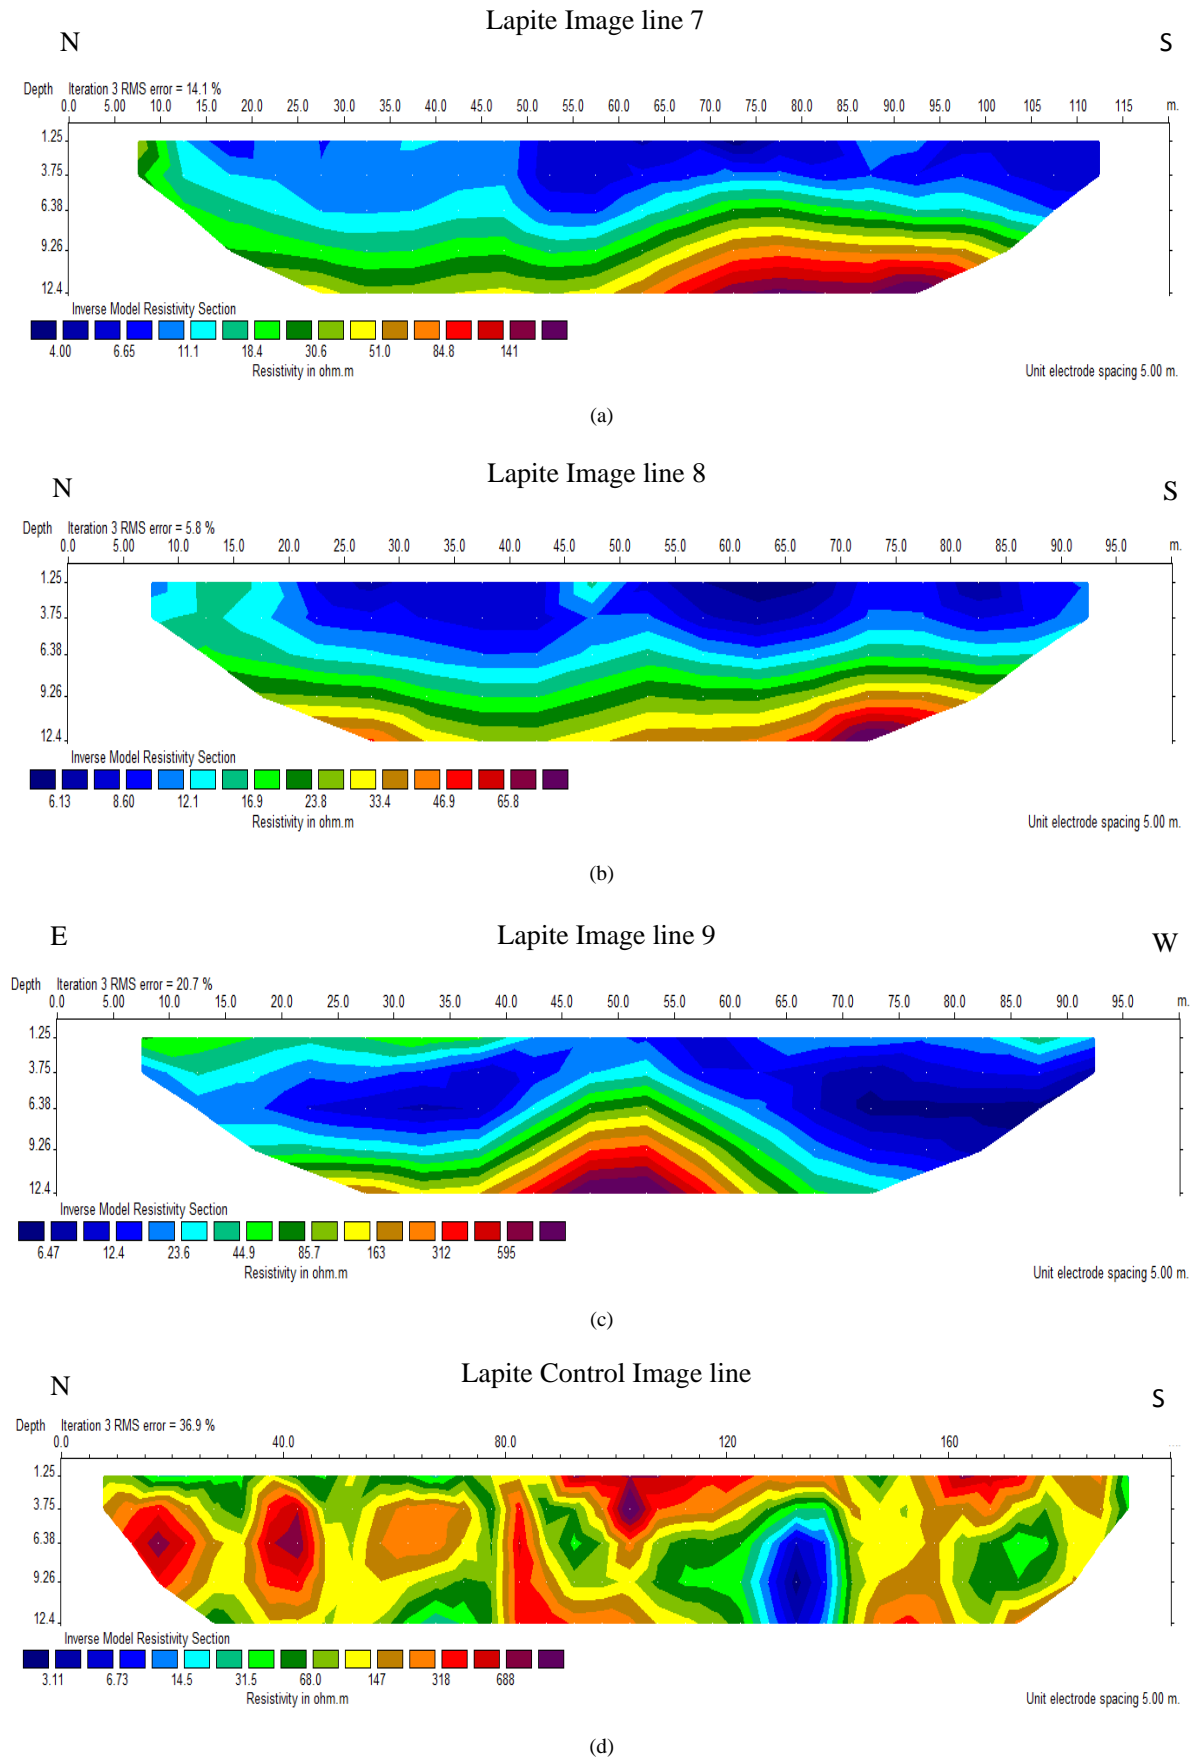 Lapite Image line 7
N S
Depth Iteration 3 RMS error = 14.1 %
0.0 5.00 10.0 15.0 20.0 25.0 30.0 35.0 40.0 45.0 50.0 55.0 60.0 65.0 70.0 75.0 80.0 85.0 90.0 95.0 100 105 110 115 m.
1.25
3.75
6.38
9.26
12.4
Inverse Model Resistivity Section
4.00 6.65 11.1 18.4 30.6 51.0 84.8 141
Resistivity in ohm.m Unit electrode spacing 5.00 m.
(a)
Lapite Image line 8
N S
Depth Iteration 3 RMS error = 5.8 %
0.0 5.00 10.0 15.0 20.0 25.0 30.0 35.0 40.0 45.0 50.0 55.0 60.0 65.0 70.0 75.0 80.0 85.0 90.0 95.0 m.
1.25
3.75
6.38
9.26
12.4
Inverse Model Resistivity Section
6.13 8.60 12.1 16.9 23.8 33.4 46.9 65.8
Resistivity in ohm.m Unit electrode spacing 5.00 m.
(b)
Lapite Image line 9
E W
Depth Iteration 3 RMS error = 20.7 %
0.0 5.00 10.0 15.0 20.0 25.0 30.0 35.0 40.0 45.0 50.0 55.0 60.0 65.0 70.0 75.0 80.0 85.0 90.0 95.0 m.
1.25
3.75
6.38
9.26
12.4
Inverse Model Resistivity Section
6.47 12.4 23.6 44.9 85.7 163 312 595
Resistivity in ohm.m Unit electrode spacing 5.00 m.
(c)
Lapite Control Image line
N S
Depth Iteration 3 RMS error = 36.9 %
0.0 40.0 80.0 120 160
1.25
3.75
6.38
9.26
12.4
Inverse Model Resistivity Section
3.11 6.73 14.5 31.5 68.0 147 318 688
Resistivity in ohm.m Unit electrode spacing 5.00 m.
(d)